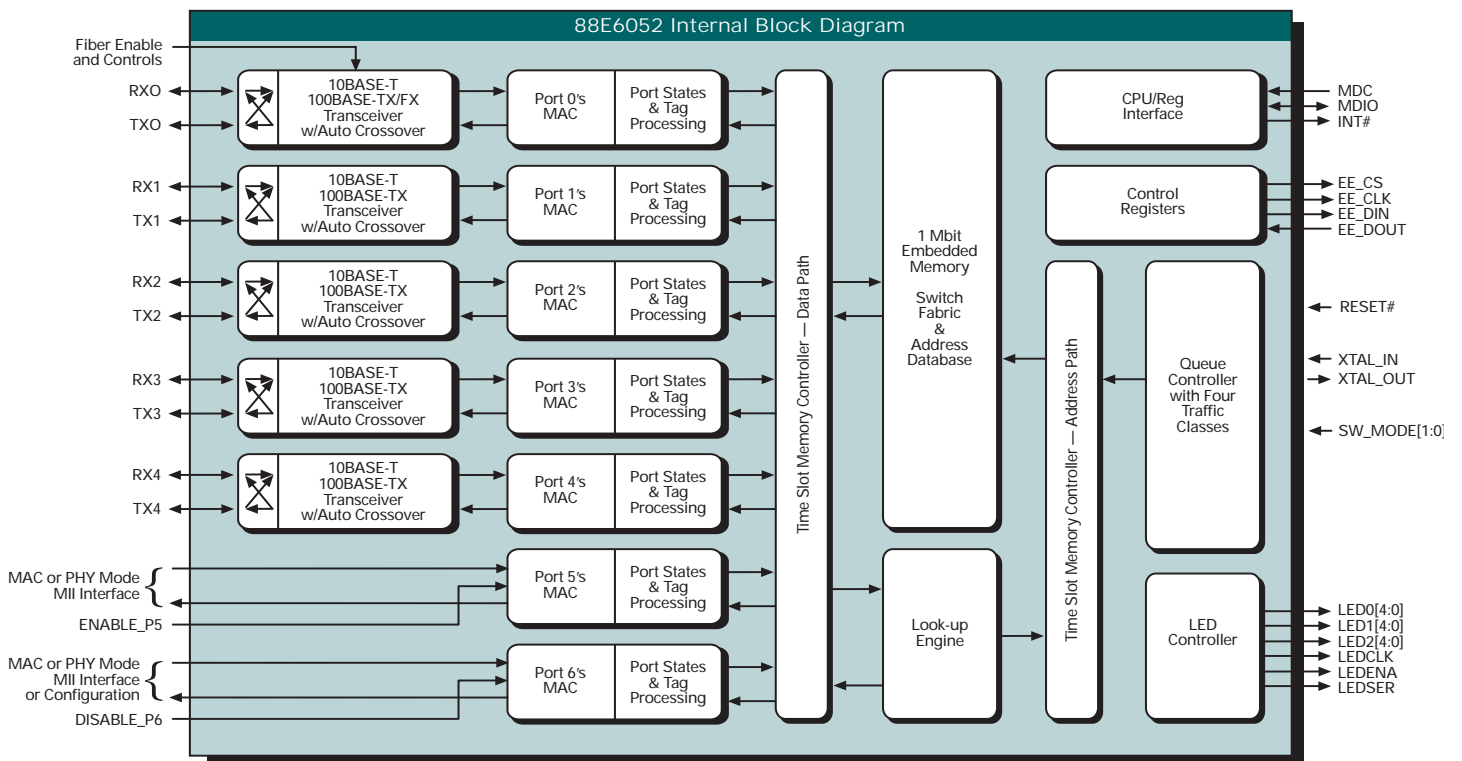 88E6052 Internal Block Diagram
Fiber Enable
and Controls
RXO
TXO
10BASE-T
100BASE-TX/FX
Transceiver
w/Auto Crossover
Port 0's
MAC
Port States
& Tag
Processing
RX1
TX1
10BASE-T
100BASE-TX
Transceiver
w/Auto Crossover
Port 1's
MAC
Port States
& Tag
Processing
RX2
TX2
10BASE-T
100BASE-TX
Transceiver
w/Auto Crossover
Port 2's
MAC
Port States
& Tag
Processing
RX3
TX3
10BASE-T
100BASE-TX
Transceiver
w/Auto Crossover
Port 3's
MAC
Port States
& Tag
Processing
RX4
TX4
10BASE-T
100BASE-TX
Transceiver
w/Auto Crossover
Port 4's
MAC
Port States
& Tag
Processing
MAC or PHY Mode
MII Interface
ENABLE_P5
Port 5's
MAC
Port States
& Tag
Processing
MAC or PHY Mode
MII Interface
or Configuration
DISABLE_P6
Port 6's
MAC
Port States
& Tag
Processing
Time Slot Memory Controller — Data Path
1 Mbit
Embedded
Memory
Switch
Fabric
&
Address
Database
Look-up
Engine
Time Slot Memory Controller — Address Path
CPU/Reg
Interface
Control
Registers
Queue
Controller
with Four
Traffic
Classes
LED
Controller
MDC
MDIO
INT#
EE_CS
EE_CLK
EE_DIN
EE_DOUT
RESET#
XTAL_IN
XTAL_OUT
SW_MODE[1:0]
LED0[4:0]
LED1[4:0]
LED2[4:0]
LEDCLK
LEDENA
LEDSER